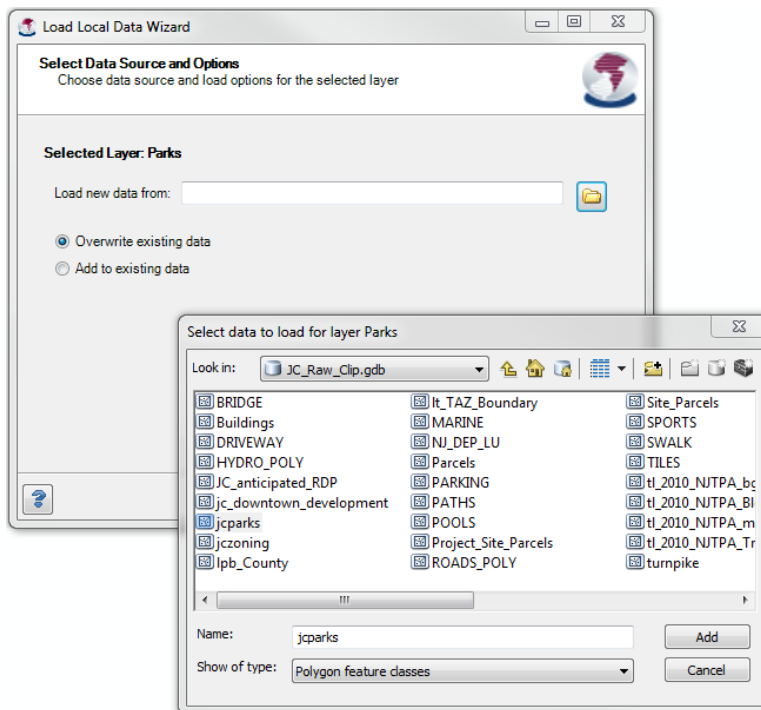 Load Local Data Wizard
Select Data Source and Options
Choose data source and load options for the selected layer
Selected Layer: Parks
Load new data from:
Overwrite existing data
Add to existing data
Select data to load for layer Parks
Look in: JC_Raw_Clip.gdb
BRIDGE
Buildings
DRIVEWAY
HYDRO_POLY
JC_anticipated_RDP
jc_downtown_development
jcparks
jczoning
lpb_County
lt_TAZ_Boundary
MARINE
NJ_DEP_LU
Parcels
PARKING
PATHS
POOLS
Project_Site_Parcels
ROADS_POLY
Site_Parcels
SPORTS
SWALK
TILES
tl_2010_NJTPA_bg
tl_2010_NJTPA_Bl
tl_2010_NJTPA_m
tl_2010_NJTPA_Tr
turnpike
Name: jcparks Add
Show of type: Polygon feature classes Cancel